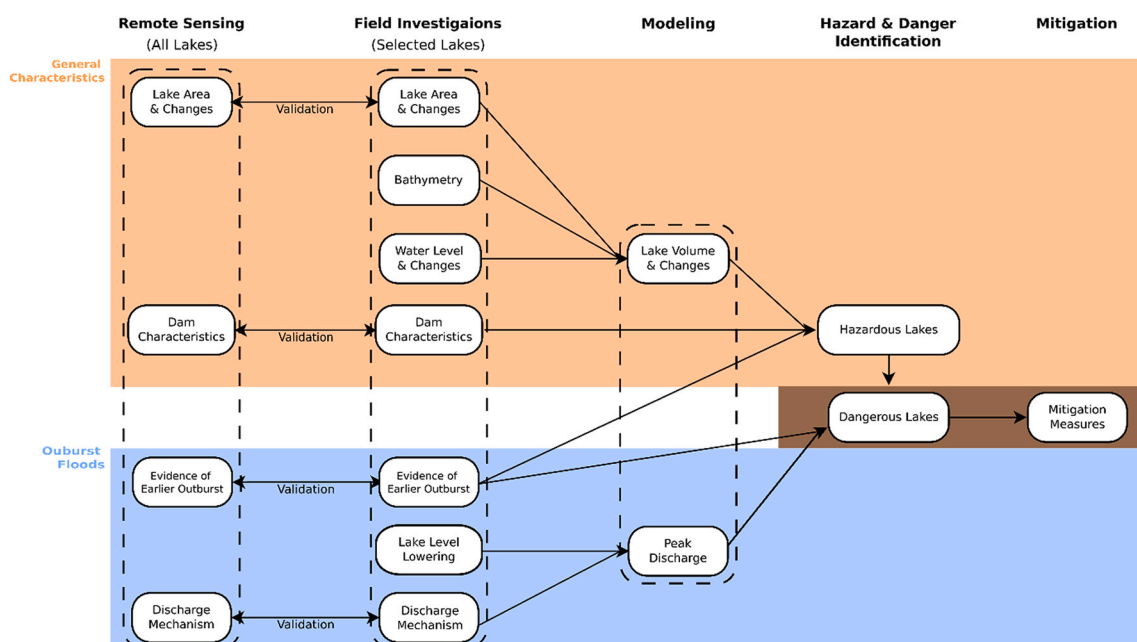 Remote Sensing
(All Lakes)
Field Investigaions
(Selected Lakes)
Modeling
Hazard & Danger
Identification
Mitigation
General
Characteristics
Lake Area
& Changes
Validation
Lake Area
& Changes
Bathymetry
Water Level
& Changes
Lake Volume
& Changes
Dam
Characteristics
Validation
Dam
Characteristics
Hazardous Lakes
Dangerous Lakes
Mitigation
Measures
Ouburst
Floods
Evidence of
Earlier Outburst
Validation
Evidence of
Earlier Outburst
Lake Level
Lowering
Peak
Discharge
Discharge
Mechanism
Validation
Discharge
Mechanism